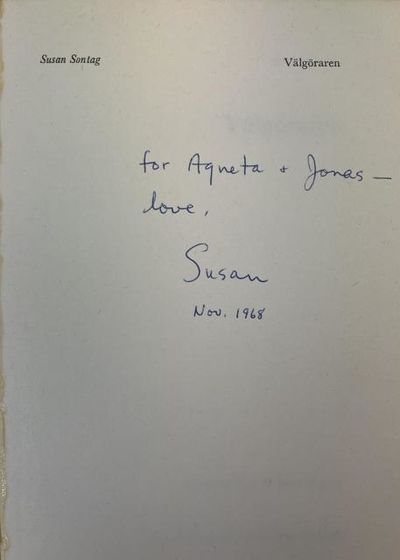 Susan Sontag Välgöraren
for Agneta + Jonas —
love,
Susan
Nov. 1968